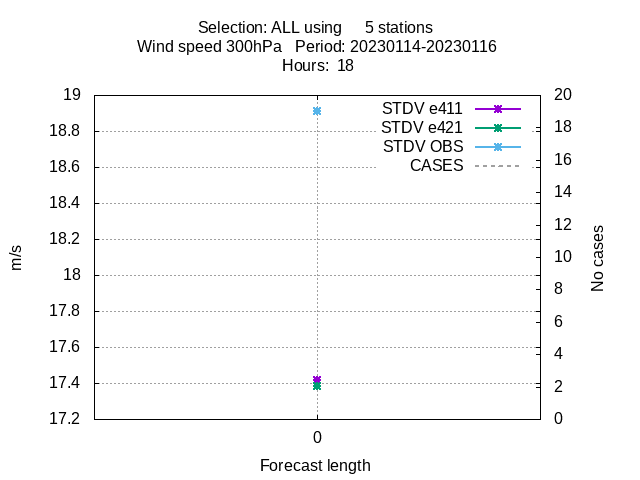 Selection: ALL using 5 stations
Wind speed 300hPa Period: 20230114-20230116
Hours: 18
19
18.8
18.6
18.4
18.2
18
17.8
17.6
17.4
17.2
m/s
STDV e411
STDV e421
STDV OBS
CASES
20
18
16
14
12
10
8
6
4
2
0
No cases
0
Forecast length